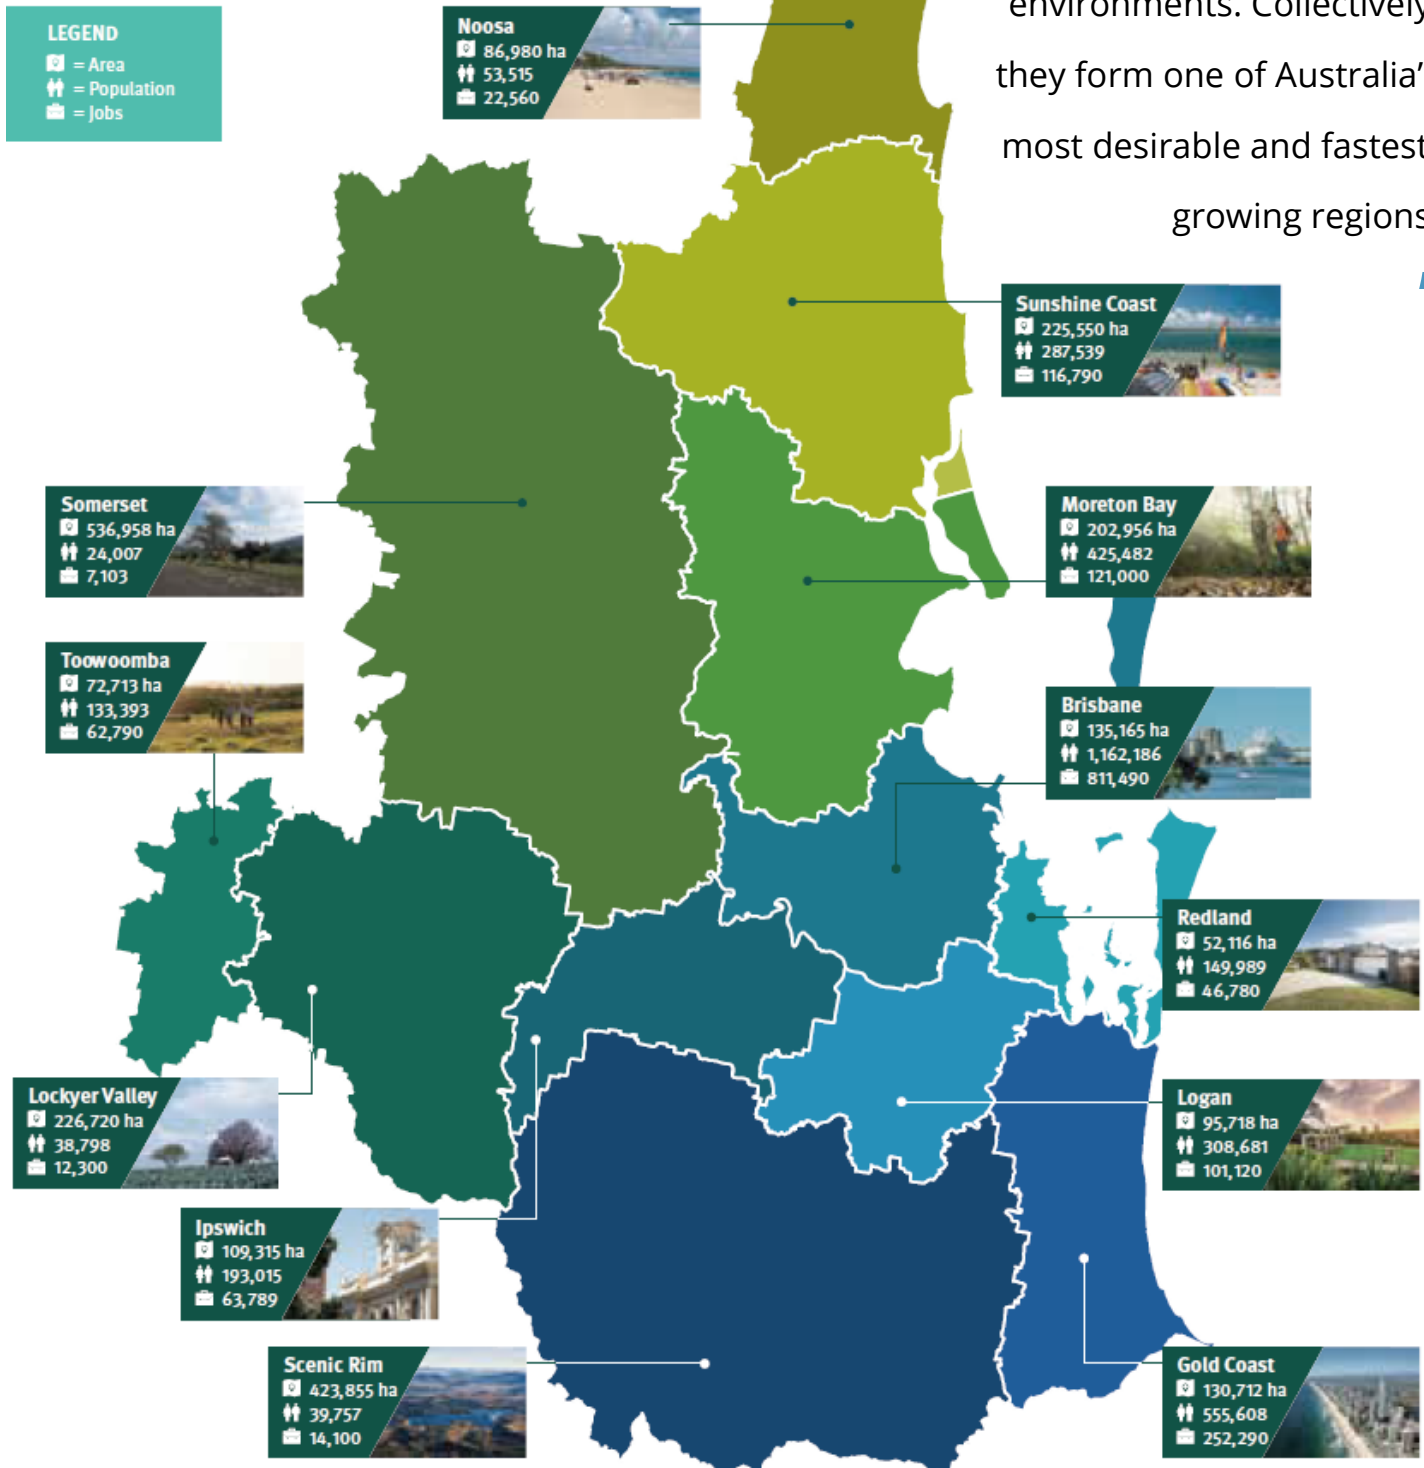 environments. Collectively
they form one of Australia’
most desirable and fastest
growing regions
LEGEND
= Area
= Population
= Jobs
Noosa
86,980 ha
53,515
22,560
Sunshine Coast
225,550 ha
287,539
116,790
Somerset
536,958 ha
24,007
7,103
Moreton Bay
202,956 ha
425,482
121,000
Toowoomba
72,713 ha
133,393
62,790
Brisbane
135,165 ha
1,162,186
811,490
Redland
52,116 ha
149,989
46,780
Lockyer Valley
226,720 ha
38,798
12,300
Logan
95,718 ha
308,681
101,120
Ipswich
109,315 ha
193,015
63,789
Scenic Rim
423,855 ha
39,757
14,100
Gold Coast
130,712 ha
555,608
252,290